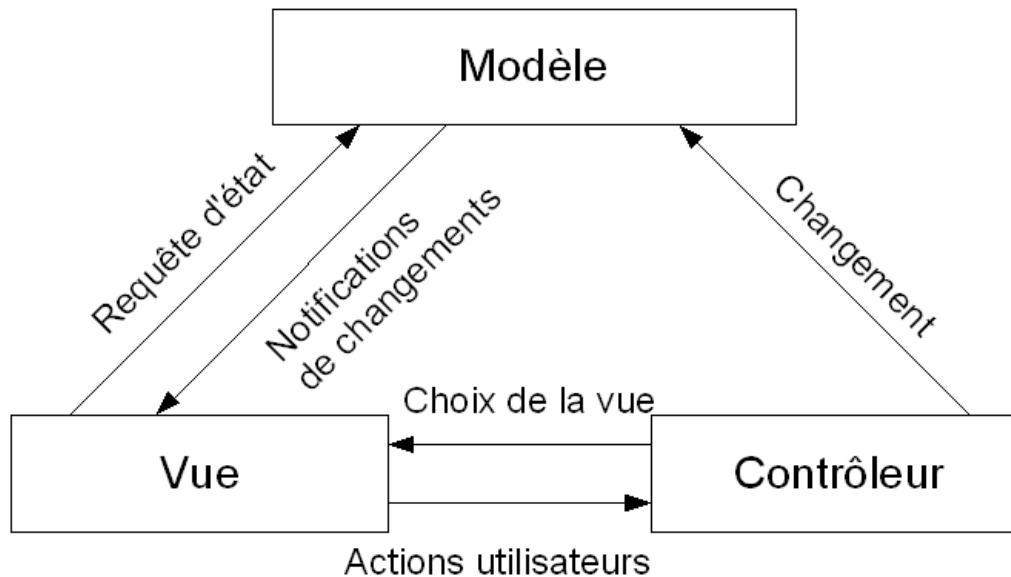 Modèle
Requête d'état
Notifications
de changements
Changement
Choix de la vue
Vue
Contrôleur
Actions utilisateurs